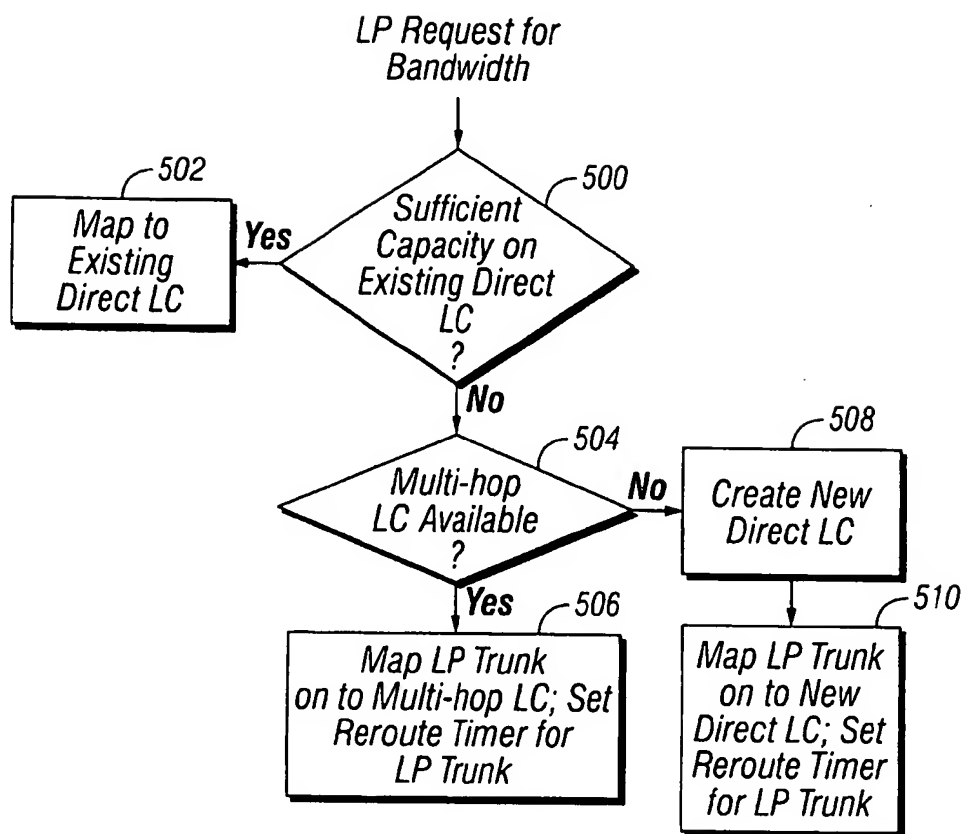 LP Request for
Bandwidth
502
500
Map to
Existing
Direct LC
Yes
Sufficient
Capacity on
Existing Direct
LC
?
No
504
508
Multi-hop
LC Available
?
No
Create New
Direct LC
Yes
506
510
Map LP Trunk
on to Multi-hop LC; Set
Reroute Timer for
LP Trunk
Map LP Trunk
on to New
Direct LC; Set
Reroute Timer
for LP Trunk